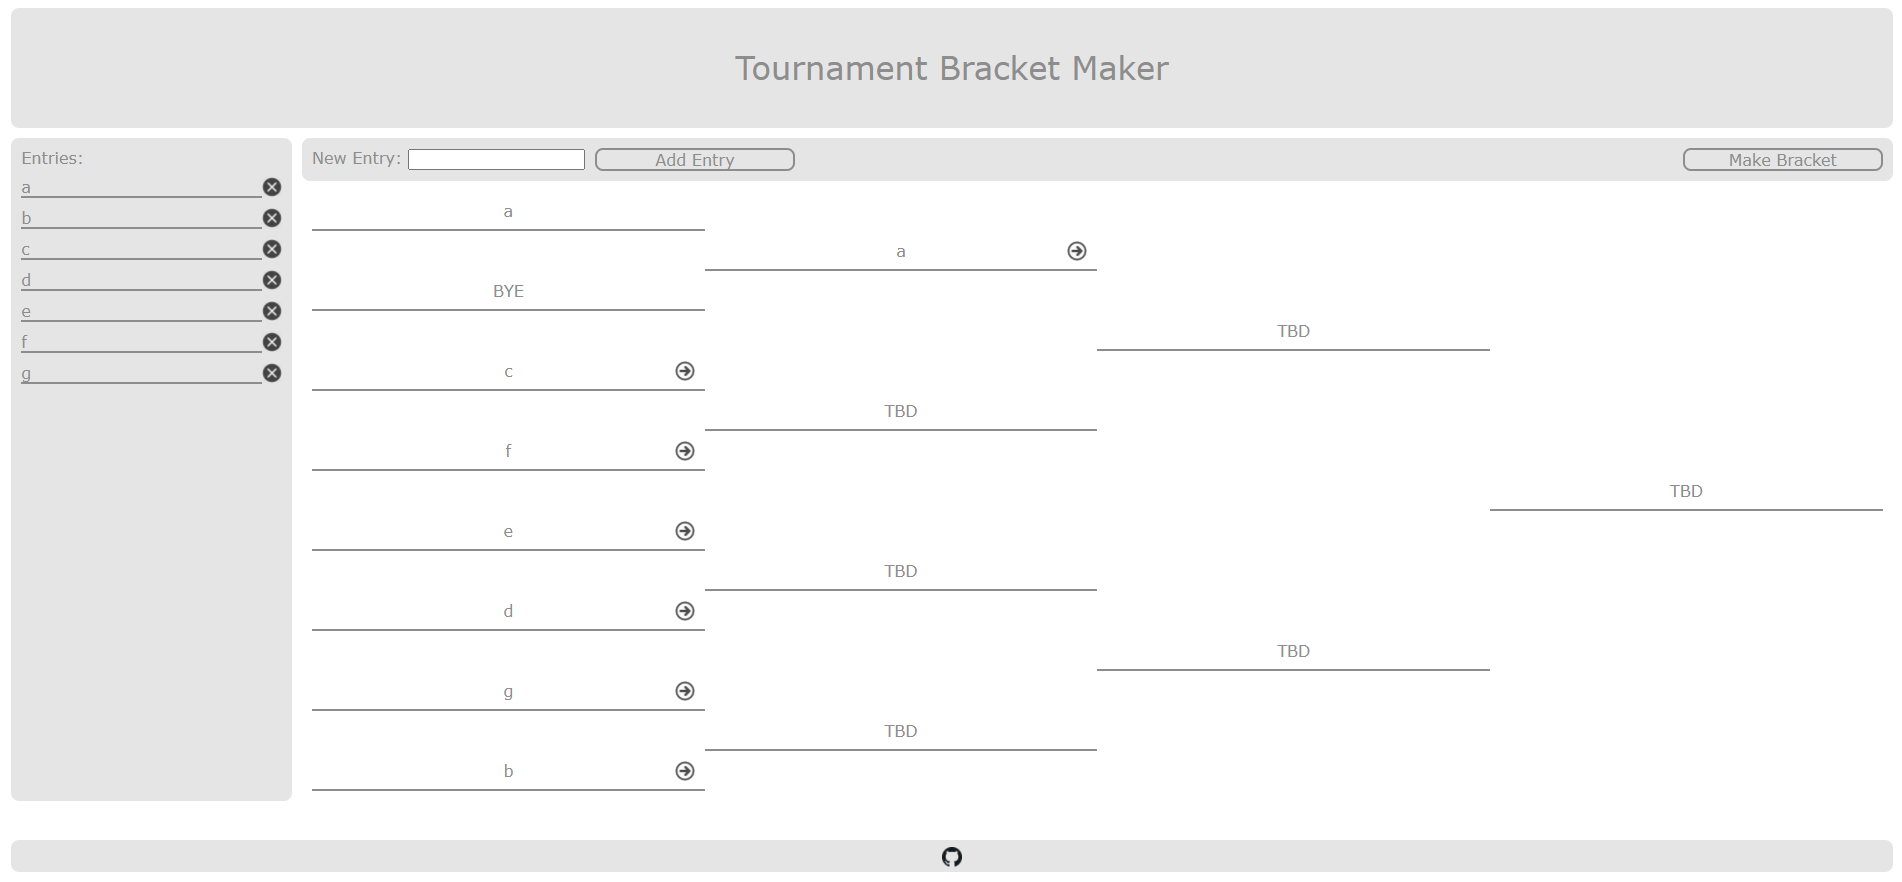 Tournament Bracket Maker
Entries:
a
b
c
d
e
f
g
New Entry: Add Entry Make Bracket
a
a
BYE
TBD
c
TBD
f
TBD
e
TBD
d
TBD
g
TBD
b